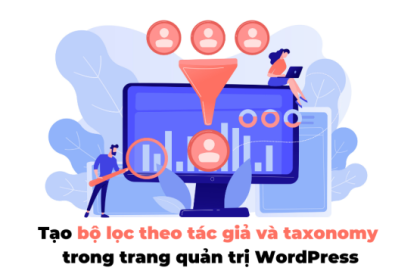 Tạo bộ lọc theo tác giả và taxonomy
trong trang quản trị WordPress